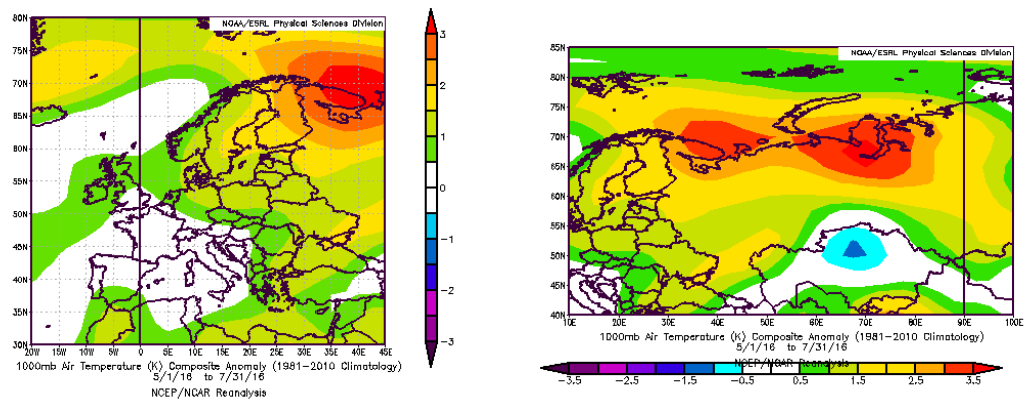 NOAA/ESRL Physical Sciences Division
80N
75N
70N
65N
60N
55N
50N
45N
40N
35N
30N
20W 15W 10W 5W 0 5E 10E 15E 20E 25E 30E 35E 40E 45E
3
2
1
0
-1
-2
-3
1000mb Air Temperature (K) Composite Anomaly (1981-2010 Climatology)
5/1/16 to 7/31/16
NCEP/NCAR Reanalysis
NOAA/ESRL Physical Sciences Division
85N
80N
75N
70N
65N
60N
55N
50N
45N
40N
10E 20E 30E 40E 50E 60E 70E 80E 90E 100E
1000mb Air Temperature (K) Composite Anomaly (1981-2010 Climatology)
5/1/16 to 7/31/16
NCEP/NCAR Reanalysis
-3.5 -2.5 -1.5 -0.5 0.5 1.5 2.5 3.5